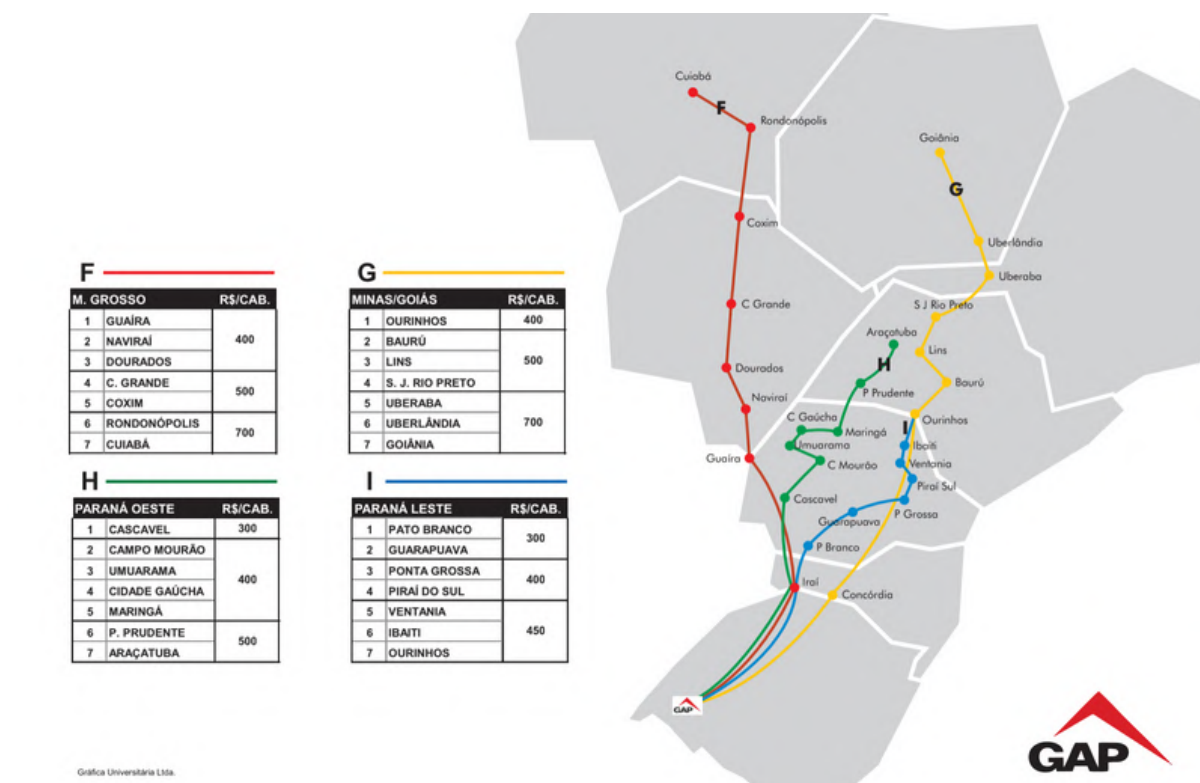 F
M. GROSSO R$/CAB.
1 GUAÍRA
2 NAVIRAÍ 400
3 DOURADOS
4 C. GRANDE 500
5 COXIM
6 RONDONÓPOLIS 700
7 CUIABÁ
G
MINAS/GOIÁS R$/CAB.
1 OURINHOS 400
2 BAURÚ
3 LINS 500
4 S. J. RIO PRETO
5 UBERABA
6 UBERLÂNDIA 700
7 GOIÂNIA
H
PARANÁ OESTE R$/CAB.
1 CASCAVEL 300
2 CAMPO MOURÃO
3 UMUARAMA 400
4 CIDADE GAÚCHA
5 MARINGÁ
6 P. PRUDENTE 500
7 ARAÇATUBA
I
PARANÁ LESTE R$/CAB.
1 PATO BRANCO 300
2 GUARAPUAVA
3 PONTA GROSSA 400
4 PIRAÍ DO SUL
5 VENTANIA
6 IBAITI 450
7 OURINHOS
Cuiabá
F
Rondonópolis
Goiânia
G
Coxim
Uberlândia
Uberaba
C Grande
S J Rio Preto
Araçatuba
Lins
H
Dourados
P Prudente
Baurú
Naviraí
C Gaúcha
Ourinhos
Maringá
I
Umuarama
Ibaiti
Guaíra
C Mourão
Ventania
Piraí Sul
Cascavel
P Grossa
Guarapuava
P Branco
Iraí
Concórdia
GAP
GAP
Gráfica Universitária Ltda.